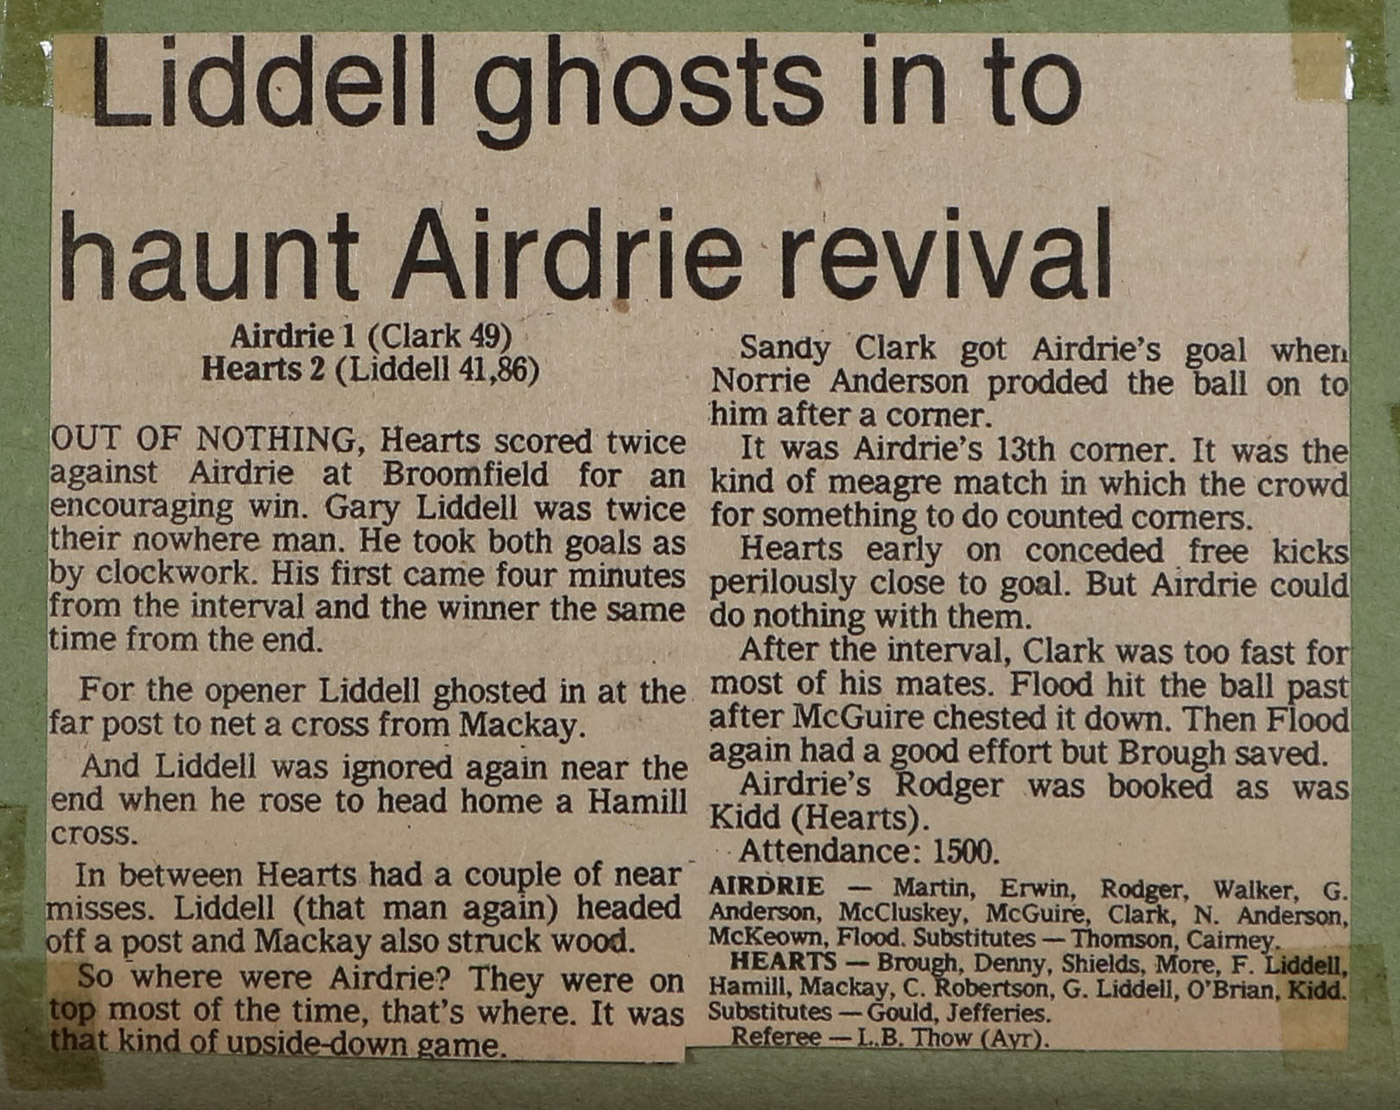 Liddell ghosts in to
haunt Airdrie revival
Airdrie 1 (Clark 49)
Hearts 2 (Liddell 41,86)
OUT OF NOTHING, Hearts scored twice
against Airdrie at Broomfield for an
encouraging win. Gary Liddell was twice
their nowhere man. He took both goals as
by clockwork. His first came four minutes
from the interval and the winner the same
time from the end.
For the opener Liddell ghosted in at the
far post to net a cross from Mackay.
And Liddell was ignored again near the
end when he rose to head home a Hamill
cross.
In between Hearts had a couple of near
misses. Liddell (that man again) headed
off a post and Mackay also struck wood.
So where were Airdrie? They were on
top most of the time, that's where. It was
that kind of upside-down game.
Sandy Clark got Airdrie's goal when
Norrie Anderson prodded the ball on to
him after a corner.
It was Airdrie's 13th corner. It was the
kind of meagre match in which the crowd
for something to do counted corners.
Hearts early on conceded free kicks
perilously close to goal. But Airdrie could
do nothing with them.
After the interval, Clark was too fast for
most of his mates. Flood hit the ball past
after McGuire chested it down. Then Flood
again had a good effort but Brough saved.
Airdrie's Rodger was booked as was
Kidd (Hearts).
Attendance: 1500.
AIRDRIE — Martin, Erwin, Rodger, Walker, G.
Anderson, McCluskey, McGuire, Clark, N. Anderson,
McKeown, Flood. Substitutes — Thomson, Cairney.
HEARTS — Brough, Denny, Shields, More, F. Liddell,
Hamill, Mackay, C. Robertson, G. Liddell, O'Brian, Kidd.
Substitutes — Gould, Jefferies.
Referee — L.B. Thow (Ayr).